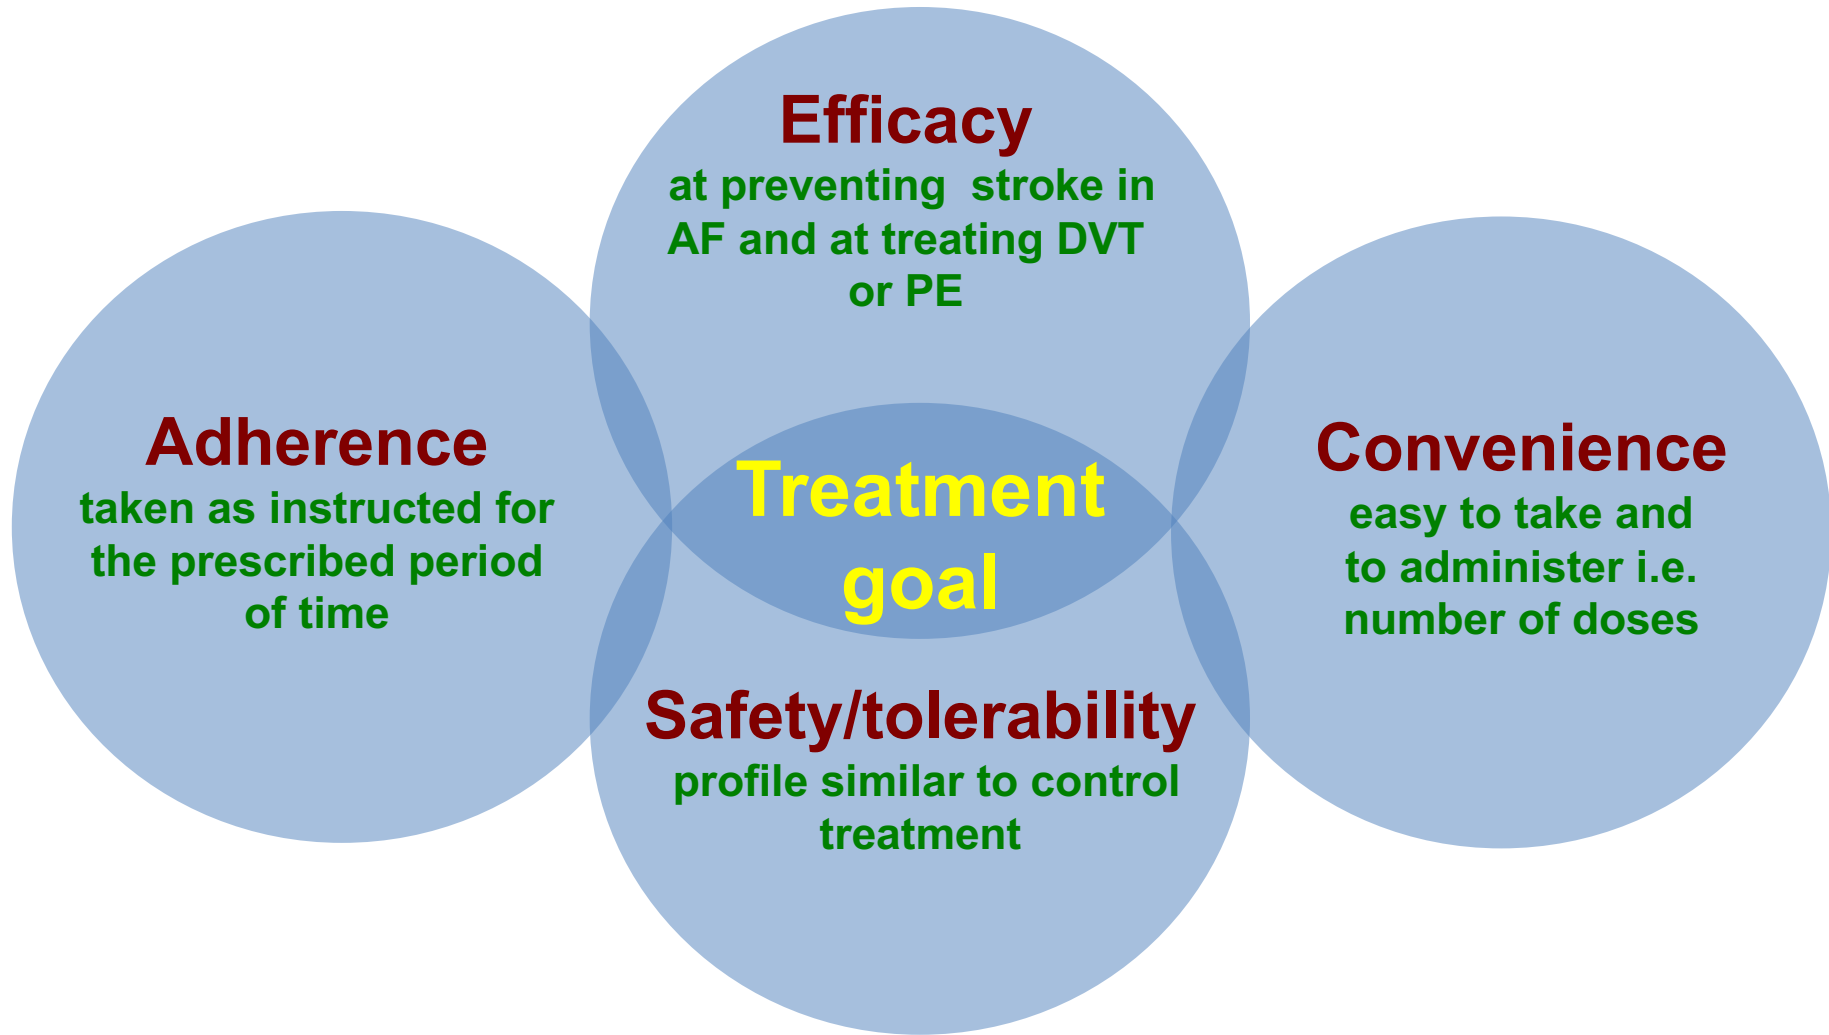 Efficacy
at preventing  stroke in
AF and at treating DVT
or PE
Adherence
taken as instructed for
the prescribed period
of time
Treatment
goal
Convenience
easy to take and
to administer i.e.
number of doses
Safety/tolerability
profile similar to control
treatment